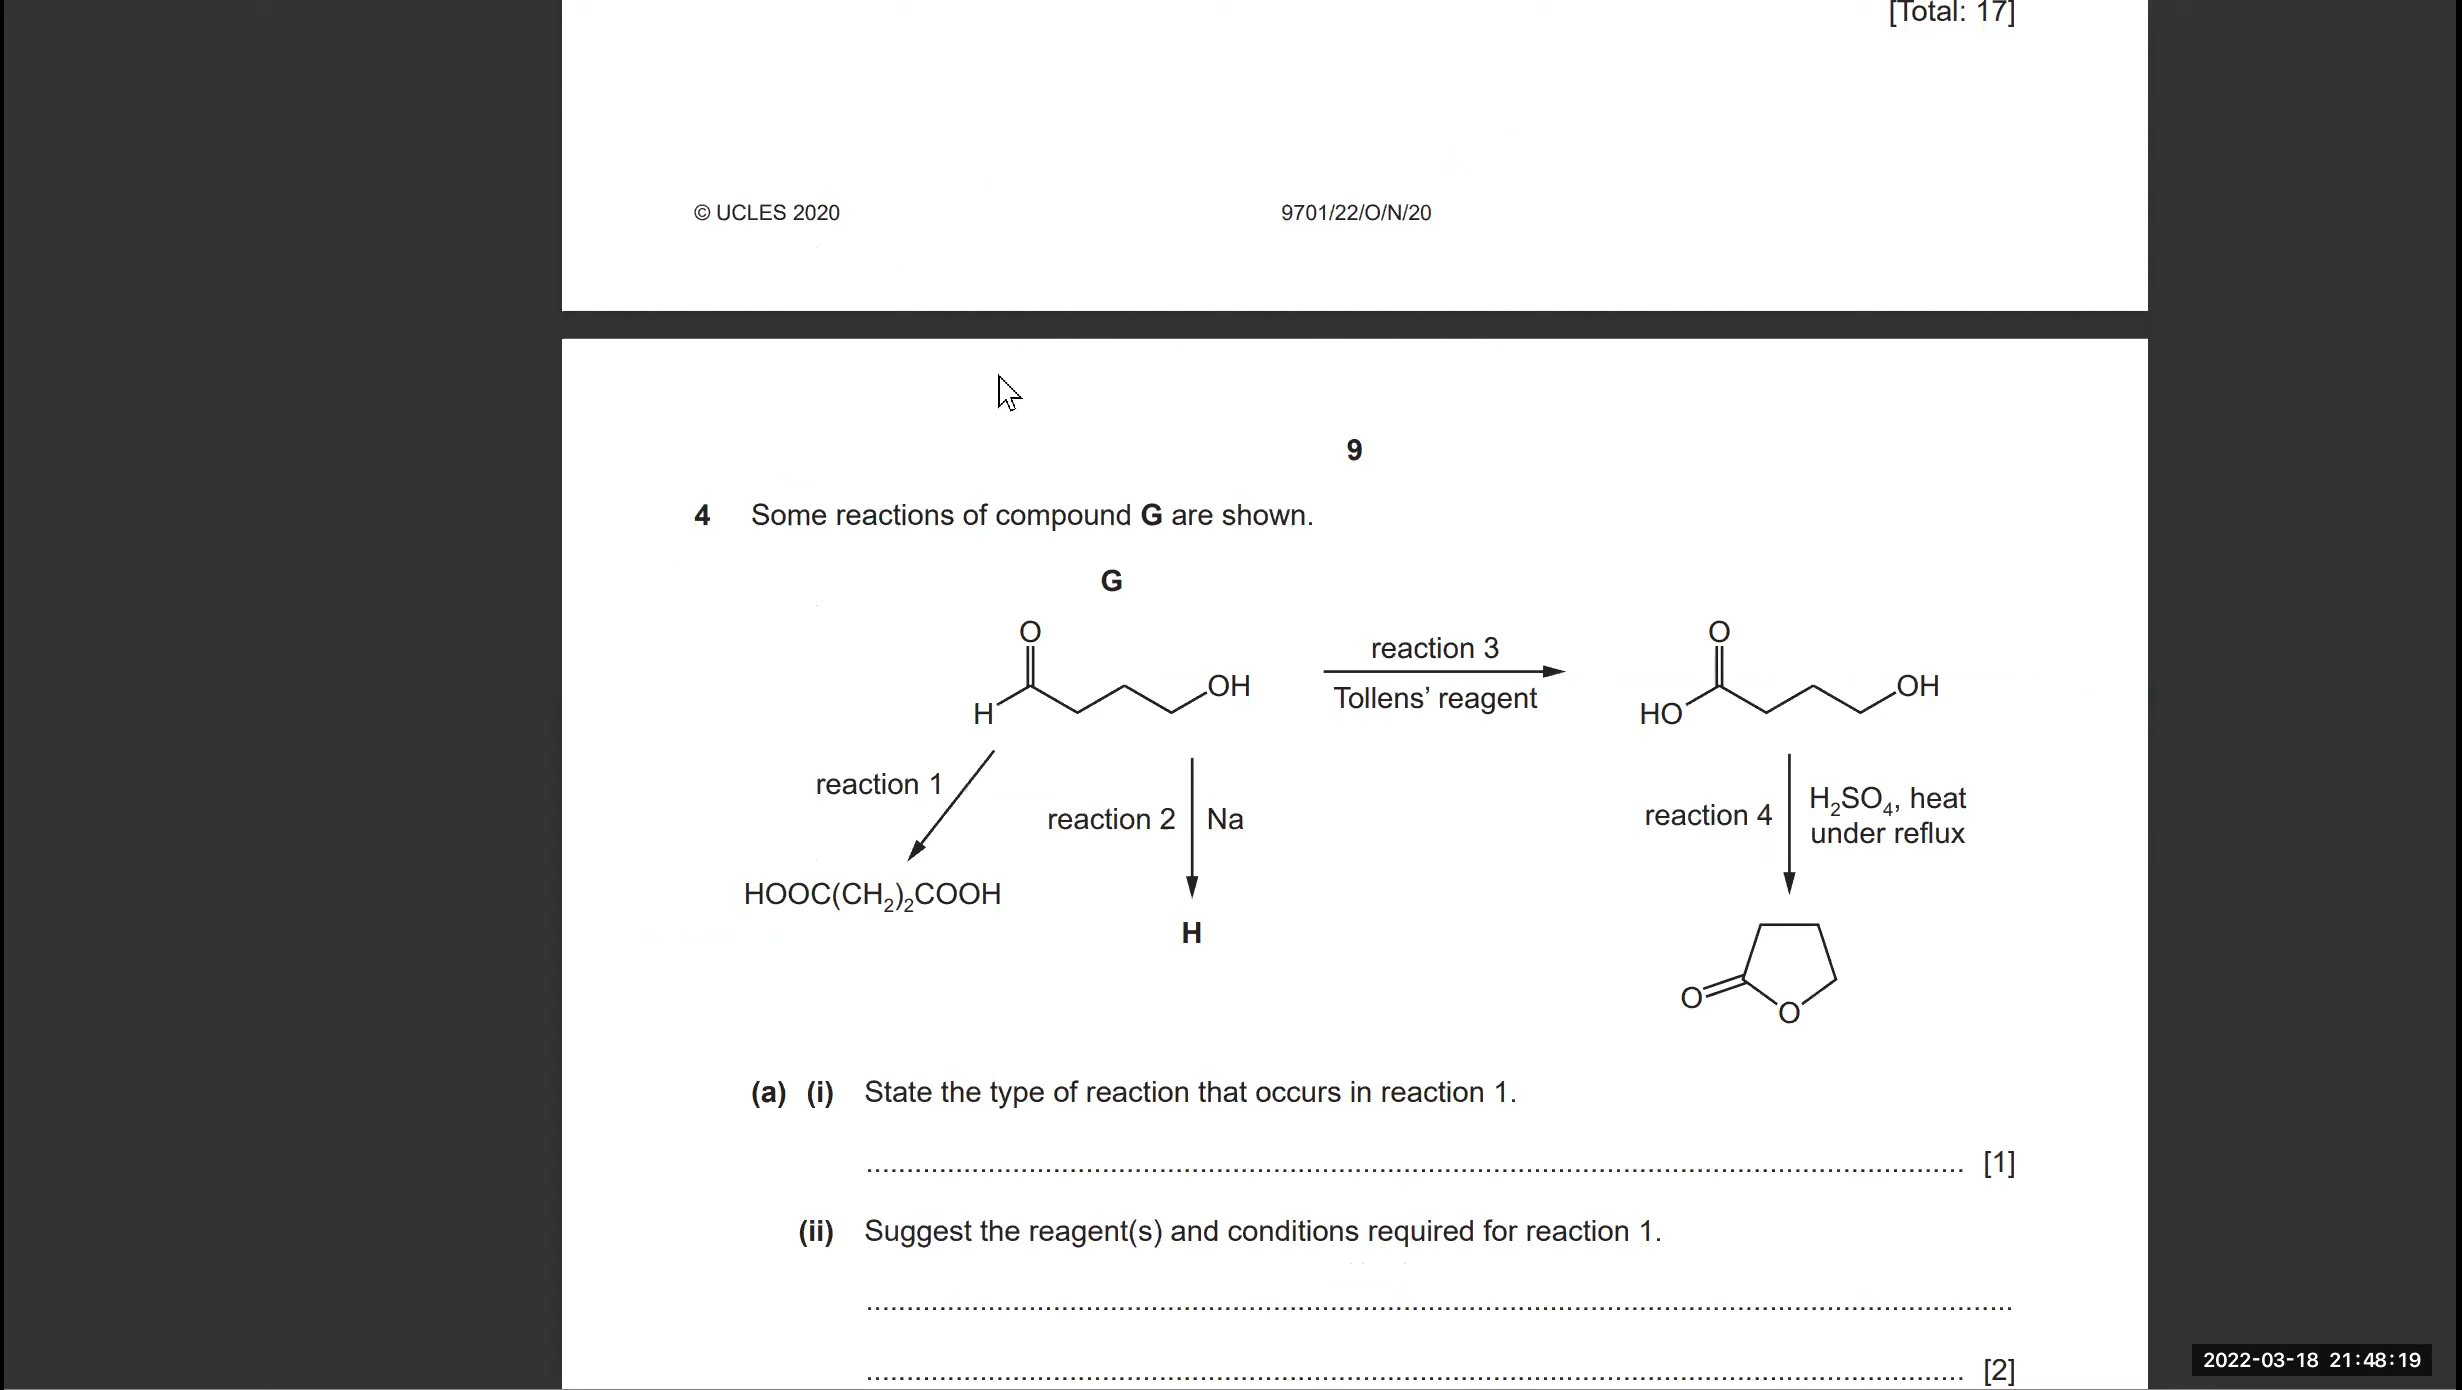 [Total: 17]
© UCLES 2020 9701/22/O/N/20
9
4 Some reactions of compound G are shown.
G
O
H
OH
reaction 3
Tollens’ reagent
O
HO
OH
reaction 1
reaction 2
Na
reaction 4
H₂SO₄, heat
under reflux
HOOC(CH₂)₂COOH
H
O
O
(a) (i) State the type of reaction that occurs in reaction 1.
.......................................................................................................................................... [1]
(ii) Suggest the reagent(s) and conditions required for reaction 1.
................................................................................................................................................
.......................................................................................................................................... [2]
2022-03-18 21:48:19